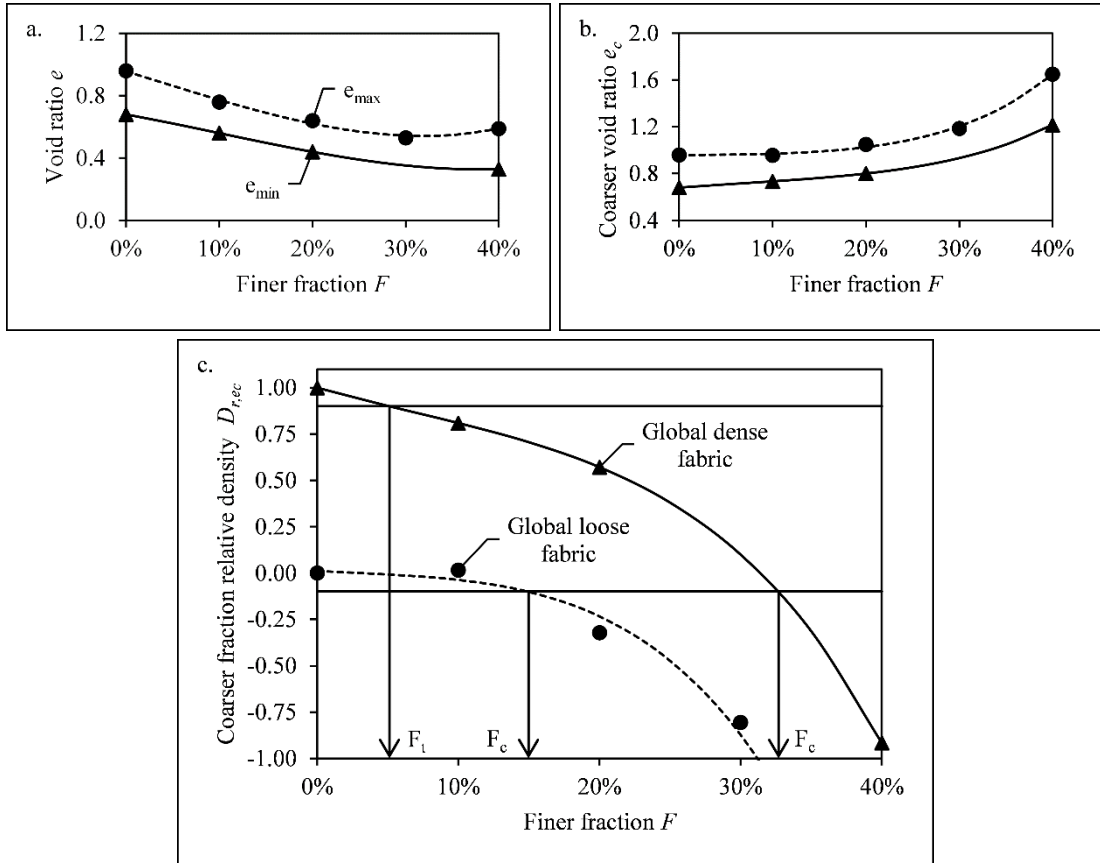 a.
Void ratio e
1.2
0.8
0.4
0.0
e_max
e_min
0%
10%
20%
30%
40%
Finer fraction F
b.
Coarser void ratio e_c
2.0
1.6
1.2
0.8
0.4
0%
10%
20%
30%
40%
Finer fraction F
c.
Coarser fraction relative density D_r,ec
1.00
0.75
0.50
0.25
0.00
-0.25
-0.50
-0.75
-1.00
Global dense
fabric
Global loose
fabric
F_t
F_c
F_c
0%
10%
20%
30%
40%
Finer fraction F